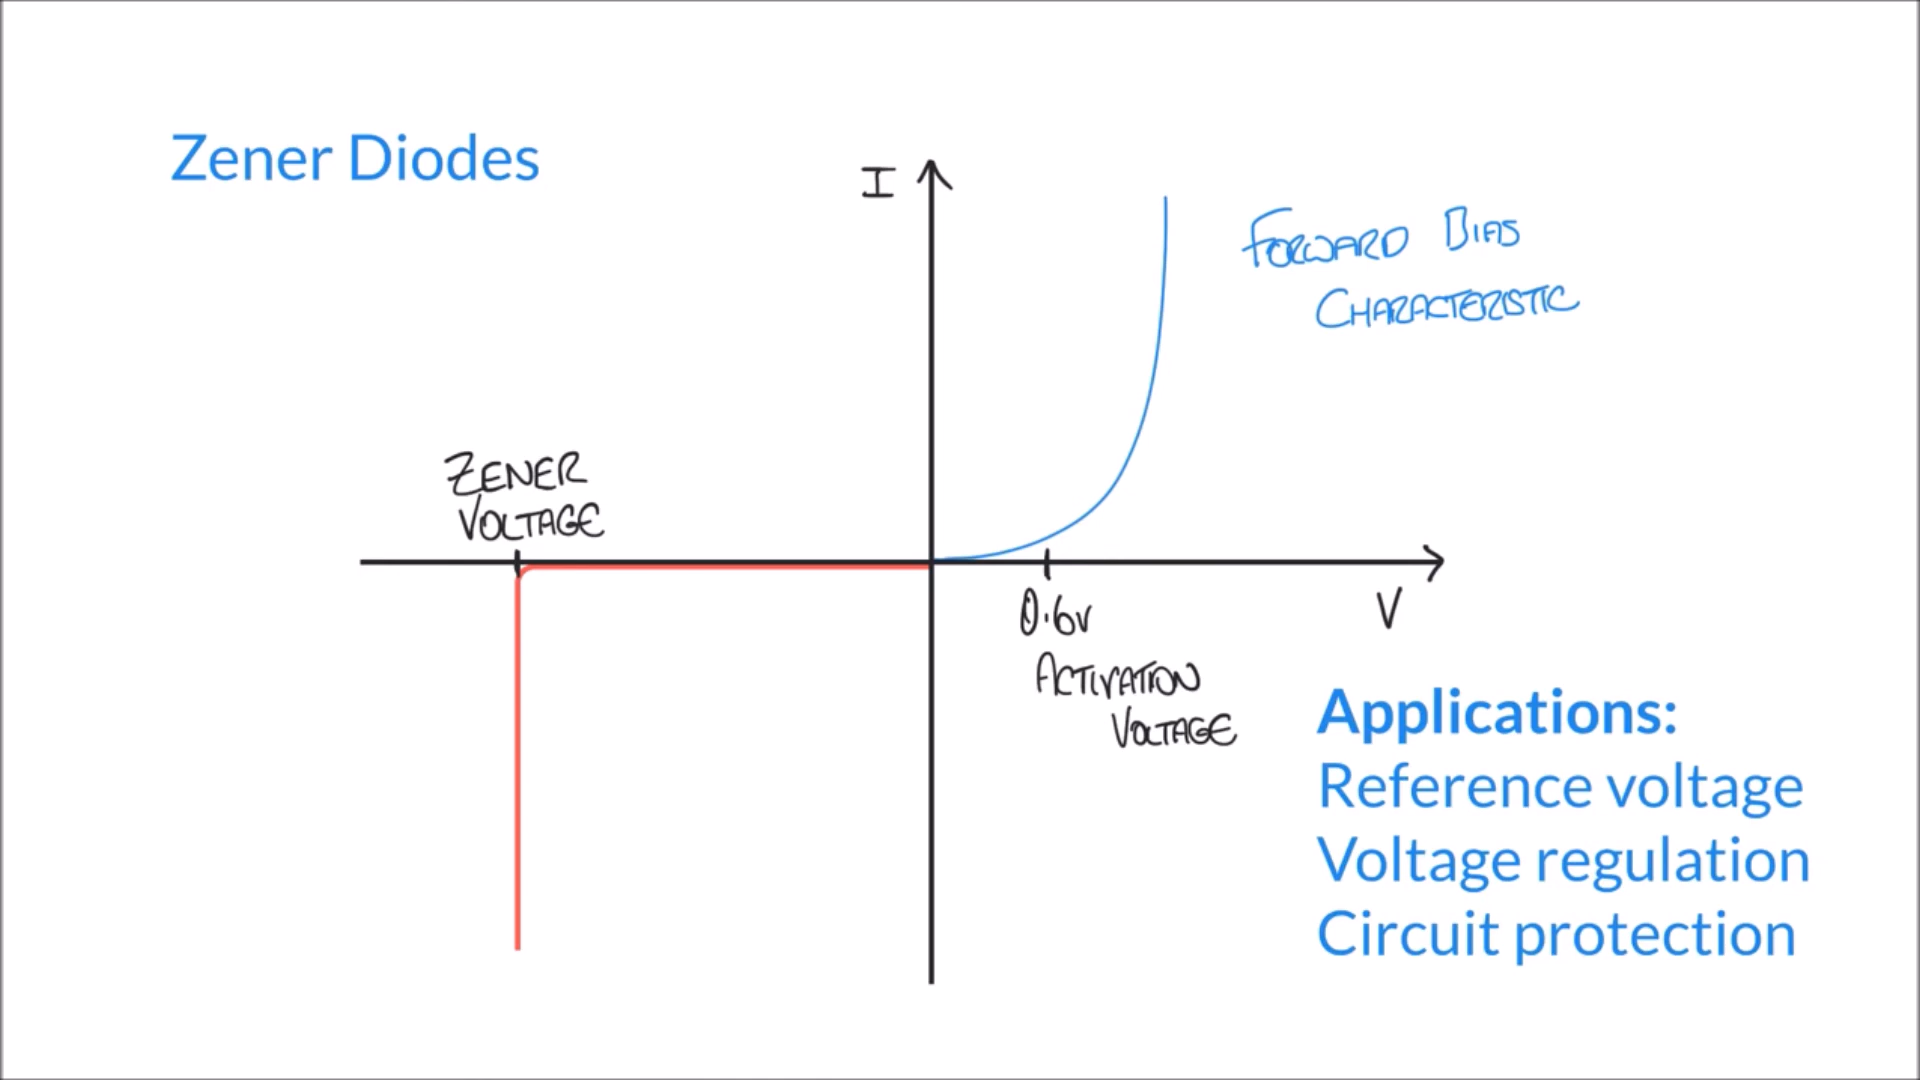 Zener Diodes
I
FORWARD BIAS
CHARACTERISTIC
ZENER
VOLTAGE
0.6V
V
ACTIVATION
VOLTAGE
Applications:
Reference voltage
Voltage regulation
Circuit protection